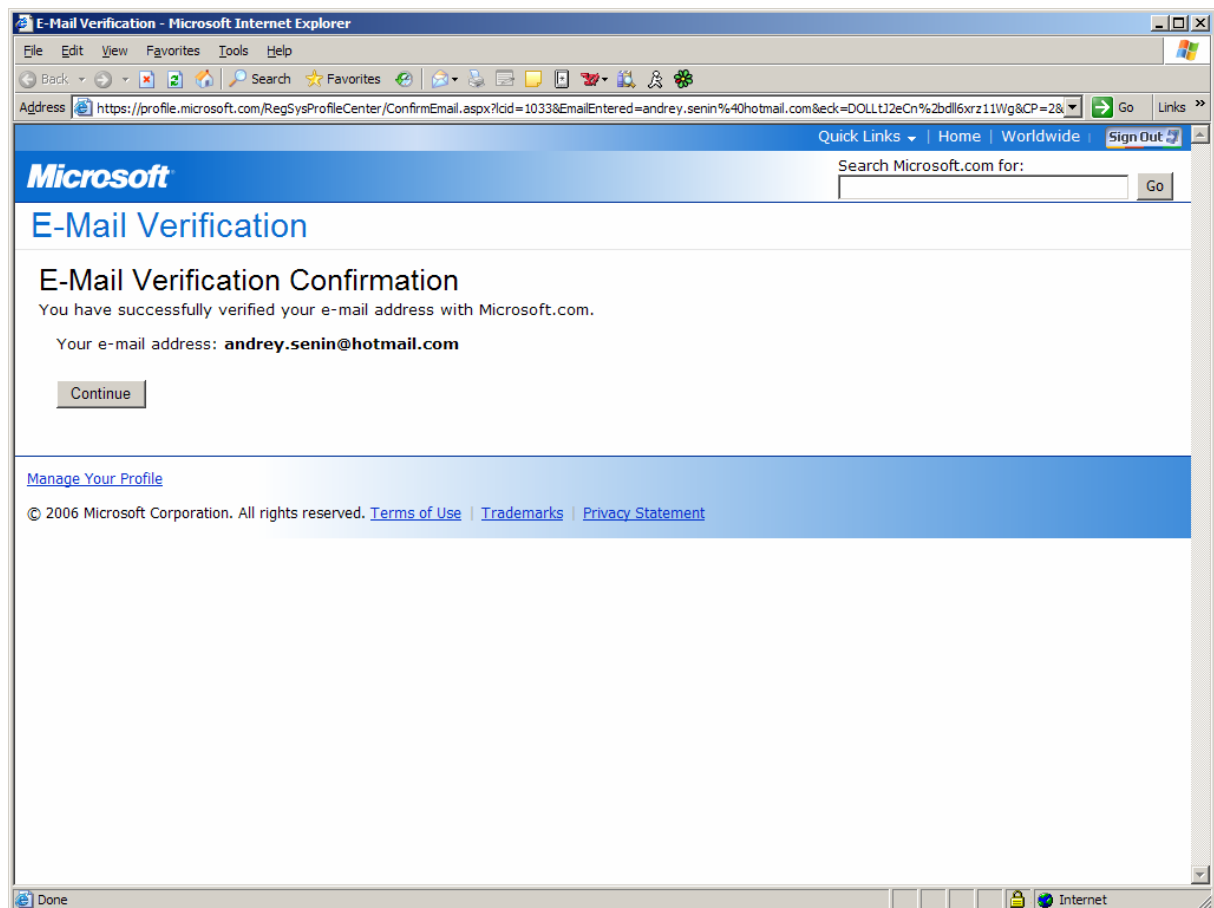 E-Mail Verification - Microsoft Internet Explorer
File Edit View Favorites Tools Help
Back Search Favorites
Address https://profile.microsoft.com/RegSysProfileCenter/ConfirmEmail.aspx?lcid=1033&EmailEntered=andrey.senin%40hotmail.com&eck=DOLLtJ2eCn%2bdll6xrz11Wg&CP=2& Go Links »
Quick Links | Home | Worldwide | Sign Out
Microsoft
Search Microsoft.com for:
Go
E-Mail Verification
E-Mail Verification Confirmation
You have successfully verified your e-mail address with Microsoft.com.
Your e-mail address: andrey.senin@hotmail.com
Continue
Manage Your Profile
© 2006 Microsoft Corporation. All rights reserved. Terms of Use | Trademarks | Privacy Statement
Done Internet